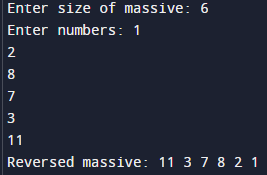 Enter size of massive: 6
Enter numbers: 1
2
8
7
3
11
Reversed massive: 11 3 7 8 2 1